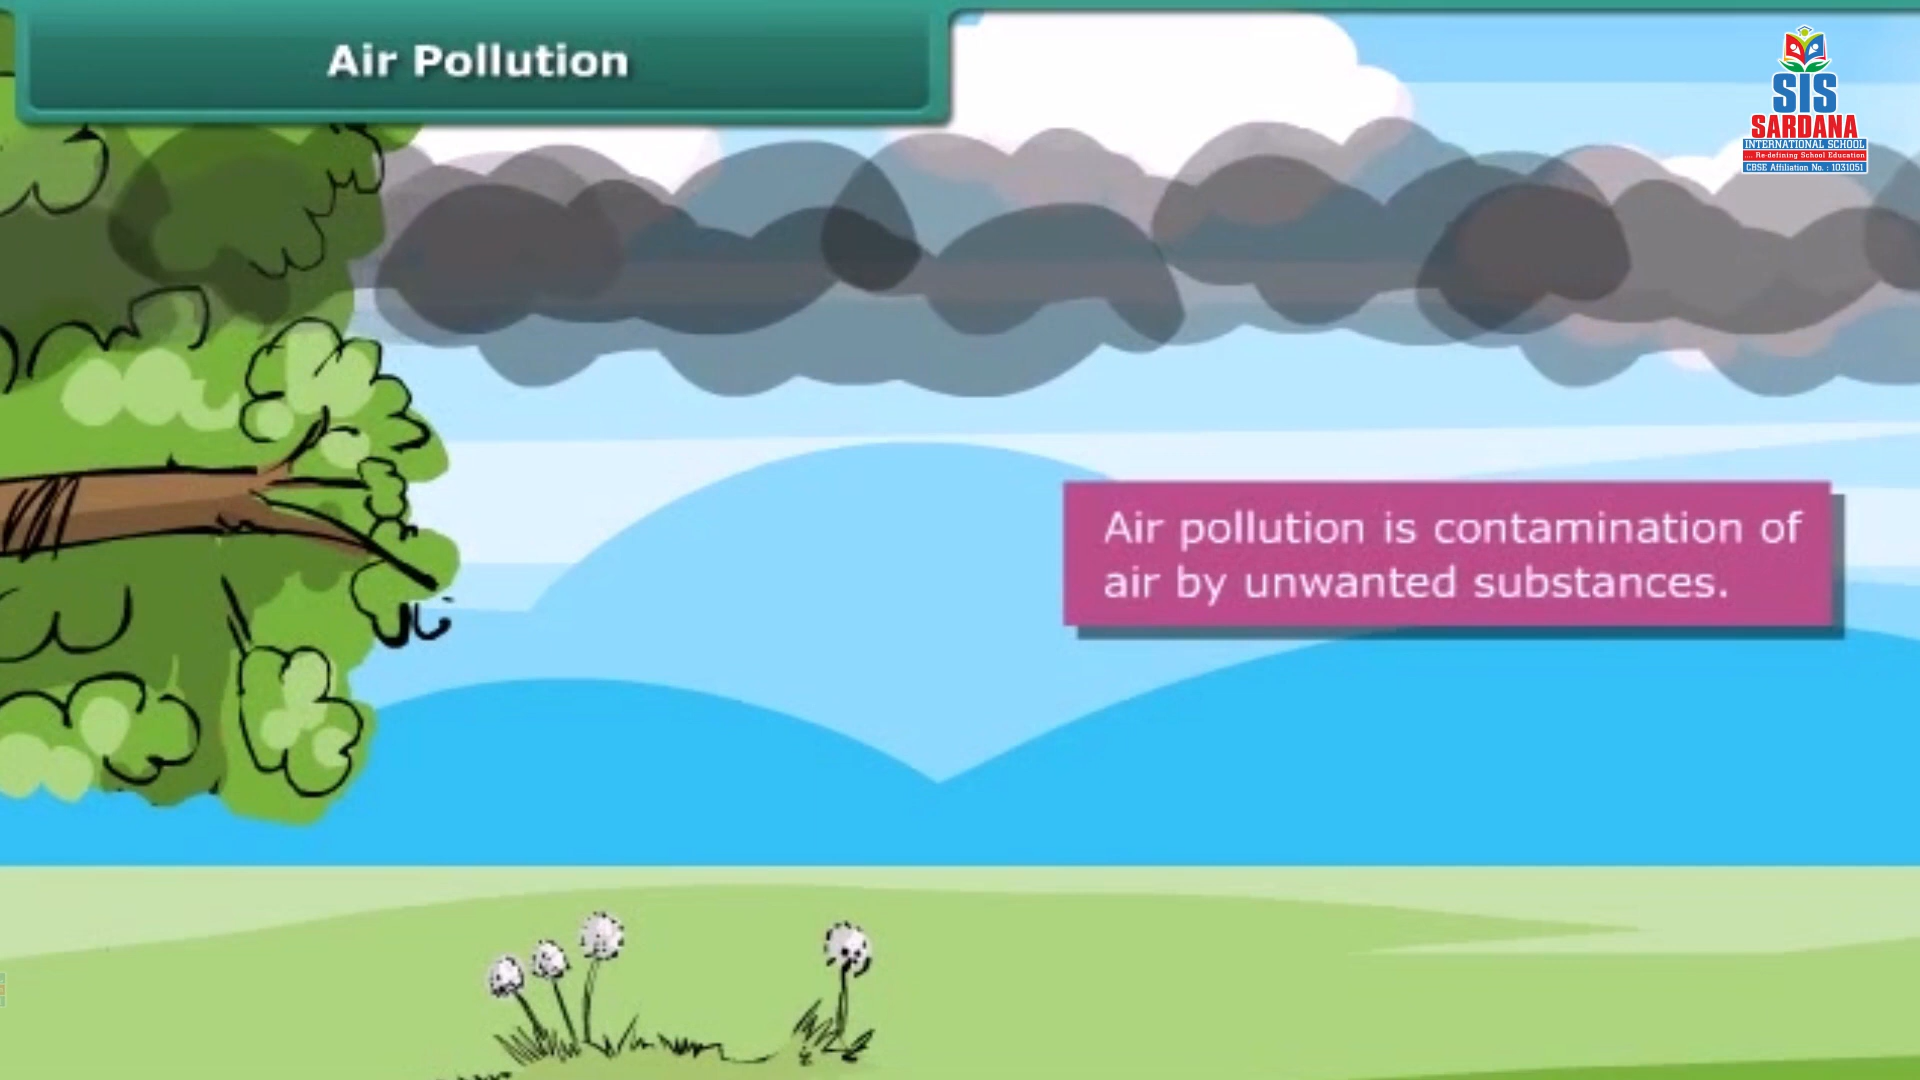 Air Pollution
SIS
SARDANA
INTERNATIONAL SCHOOL
.... Re-defining School Education
CBSE Affiliation No. : 1031051
Air pollution is contamination of
air by unwanted substances.